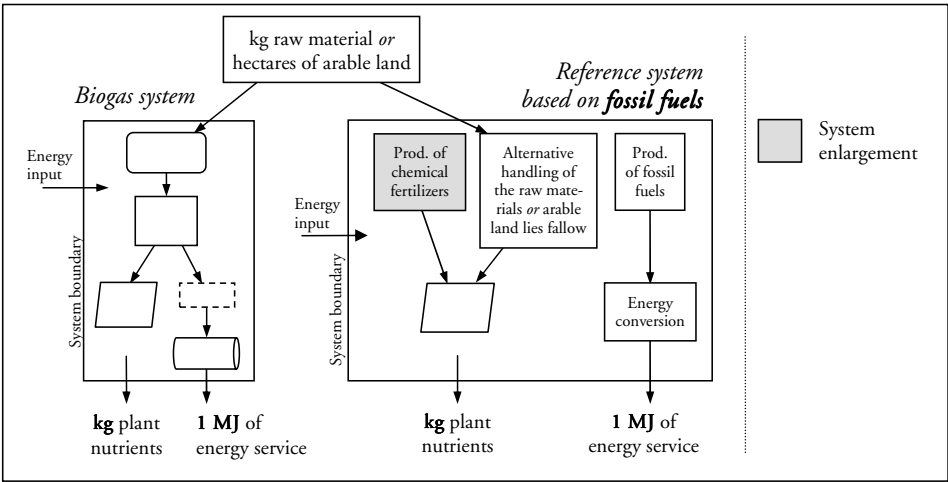 kg raw material or
hectares of arable land
Biogas system
Reference system
based on fossil fuels
Energy
input
System boundary
Energy
input
System boundary
Prod. of
chemical
fertilizers
Alternative
handling of
the raw mate-
rials or arable
land lies fallow
Prod.
of fossil
fuels
Energy
conversion
System
enlargement
kg plant
nutrients
1 MJ of
energy service
kg plant
nutrients
1 MJ of
energy service